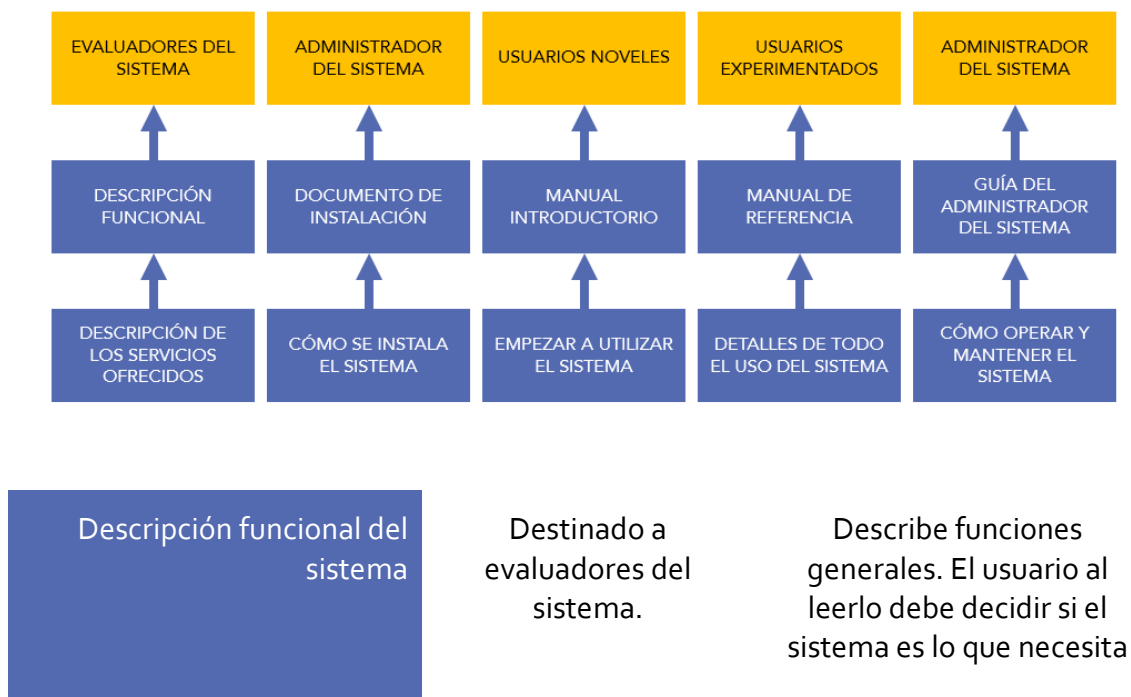 EVALUADORES DEL
SISTEMA
ADMINISTRADOR
DEL SISTEMA
USUARIOS NOVELES
USUARIOS
EXPERIMENTADOS
ADMINISTRADOR
DEL SISTEMA
DESCRIPCIÓN
FUNCIONAL
DOCUMENTO DE
INSTALACIÓN
MANUAL
INTRODUCTORIO
MANUAL DE
REFERENCIA
GUÍA DEL
ADMINISTRADOR
DEL SISTEMA
DESCRIPCIÓN DE
LOS SERVICIOS
OFRECIDOS
CÓMO SE INSTALA
EL SISTEMA
EMPEZAR A UTILIZAR
EL SISTEMA
DETALLES DE TODO
EL USO DEL SISTEMA
CÓMO OPERAR Y
MANTENER EL
SISTEMA
Descripción funcional del
sistema
Destinado a
evaluadores del
sistema.
Describe funciones
generales. El usuario al
leerlo debe decidir si el
sistema es lo que necesita